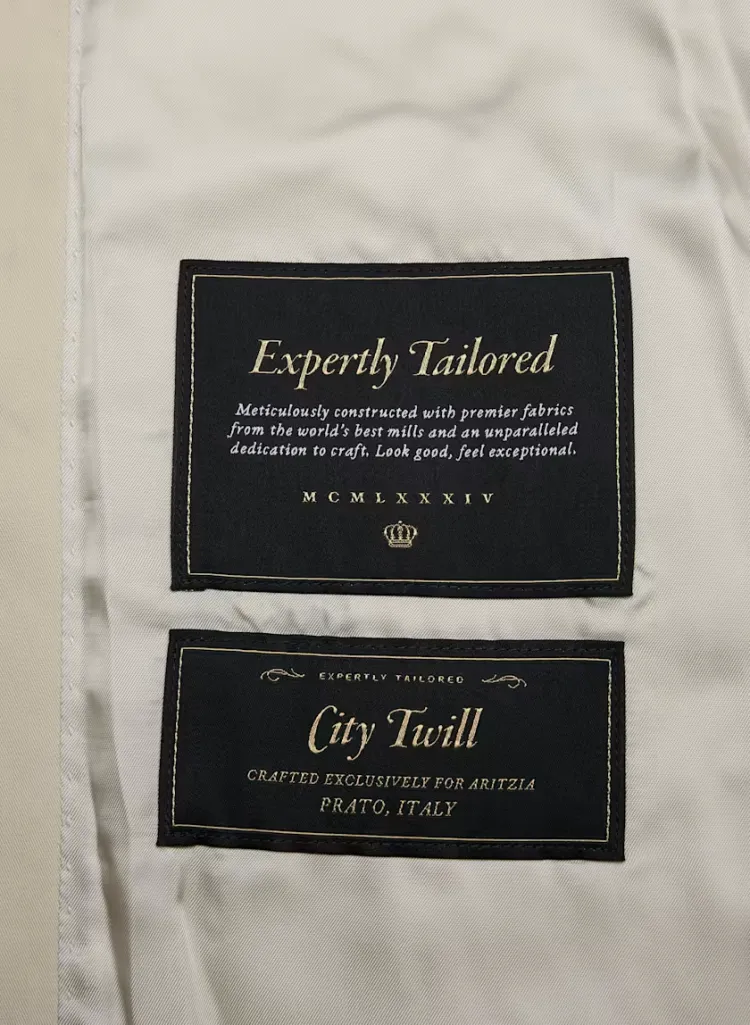 Expertly Tailored
Meticulously constructed with premier fabrics
from the world's best mills and an unparalleled
dedication to craft. Look good, feel exceptional.
MCMLXXXIV
EXPERTLY TAILORED
City Twill
CRAFTED EXCLUSIVELY FOR ARITZIA
PRATO, ITALY